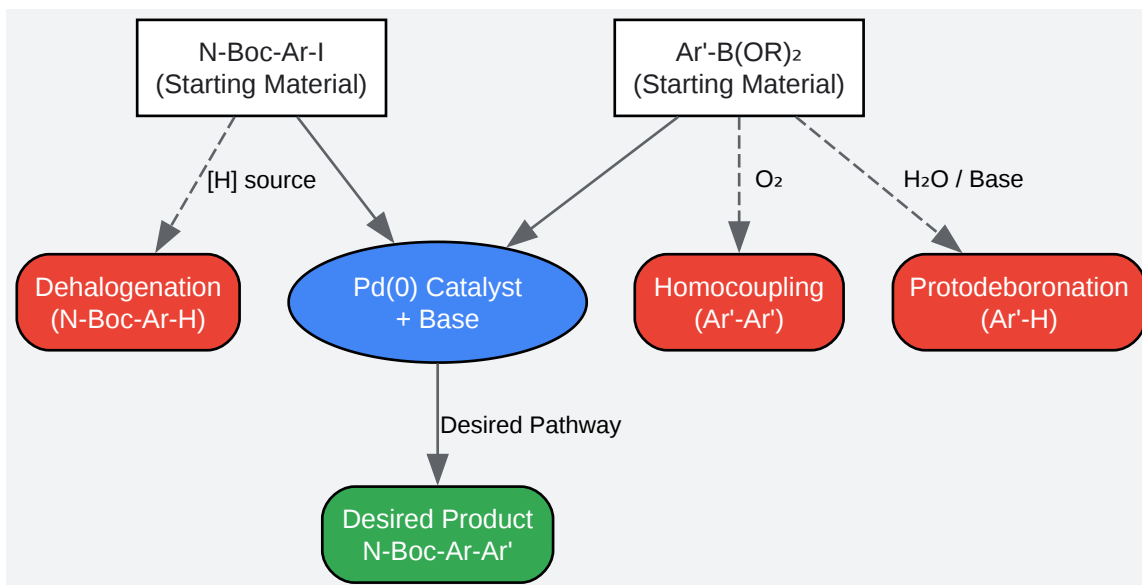 N-Boc-Ar-I
(Starting Material)
Ar'-B(OR)₂
(Starting Material)
[H] source
O₂
H₂O / Base
Dehalogenation
(N-Boc-Ar-H)
Pd(0) Catalyst
+ Base
Homocoupling
(Ar'-Ar')
Protodeboronation
(Ar'-H)
Desired Pathway
Desired Product
N-Boc-Ar-Ar'